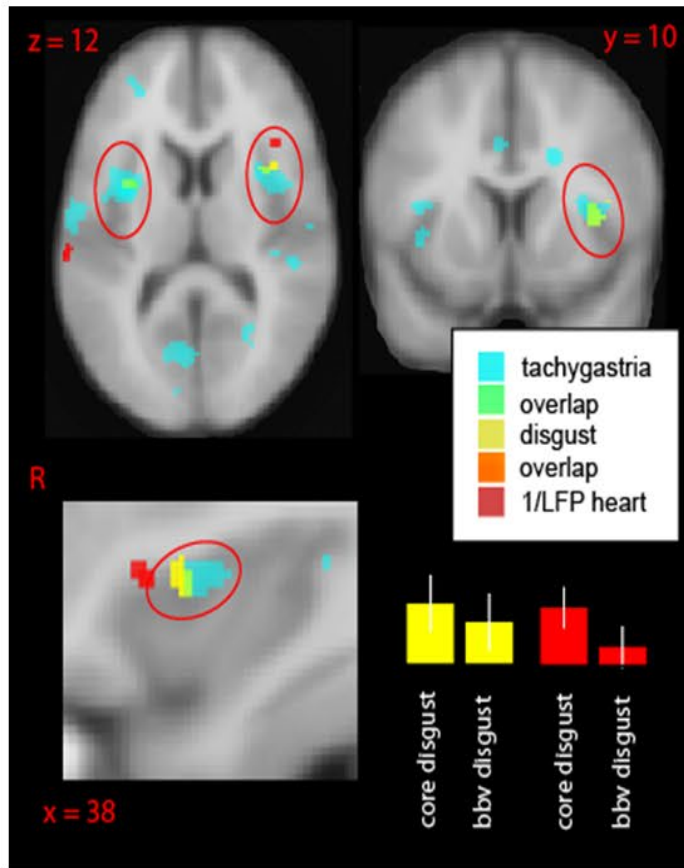 z = 12
y = 10
tachygastria
overlap
disgust
overlap
1/LFP heart
R
x = 38
core disgust
bbv disgust
core disgust
bbv disgust